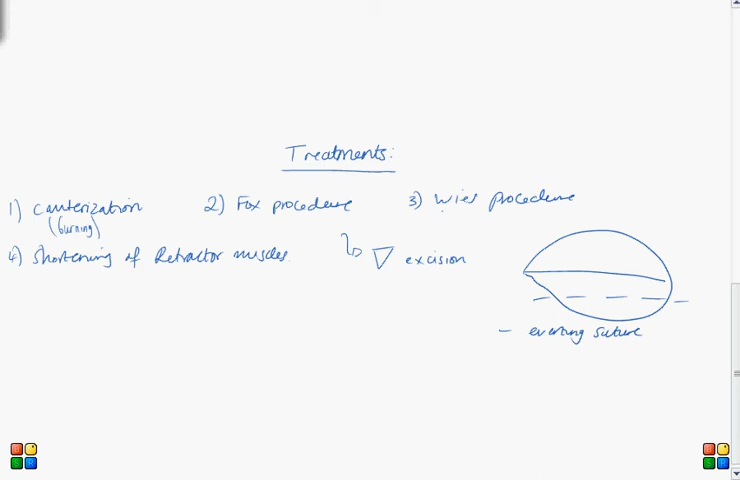 Treatments:
1) Cauterization 2) Fox procedure 3) Wies procedure
(burning)
4) Shortening of Retractor muscles
▽ excision
- everting suture